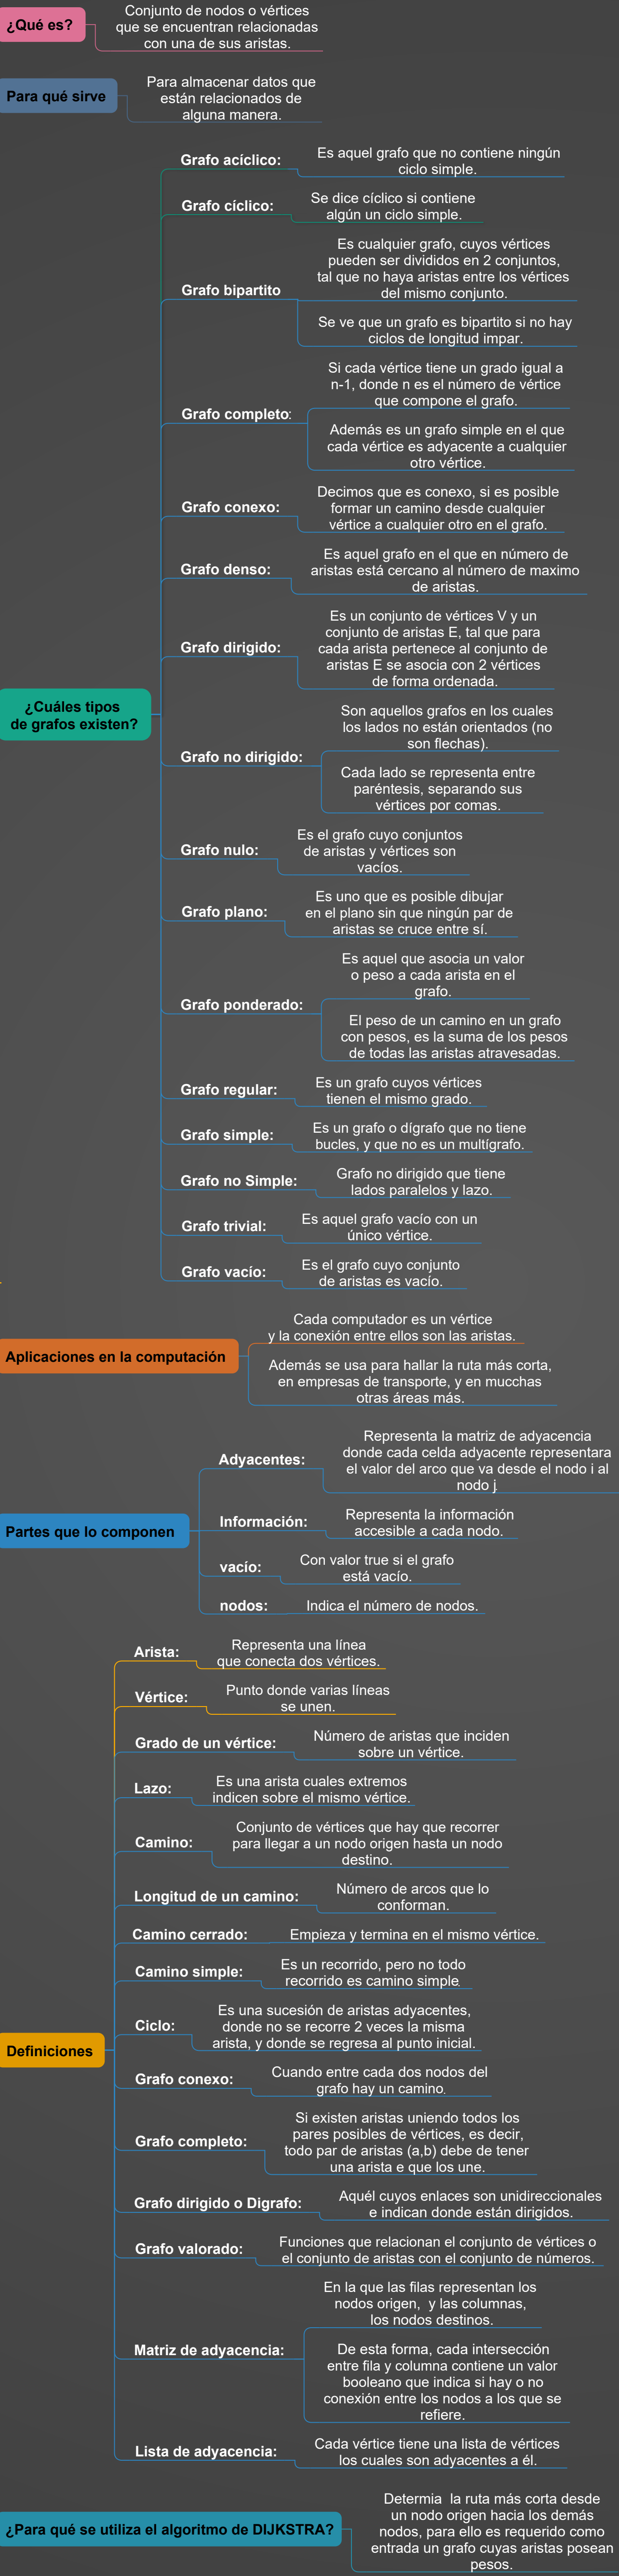 ¿Qué es?
Conjunto de nodos o vértices
que se encuentran relacionadas
con una de sus aristas.
Para qué sirve
Para almacenar datos que
están relacionados de
alguna manera.
¿Cuáles tipos
de grafos existen?
Grafo acíclico:
Es aquel grafo que no contiene ningún
ciclo simple.
Grafo cíclico:
Se dice cíclico si contiene
algún un ciclo simple.
Grafo bipartito
Es cualquier grafo, cuyos vértices
pueden ser divididos en 2 conjuntos,
tal que no haya aristas entre los vértices
del mismo conjunto.
Se ve que un grafo es bipartito si no hay
ciclos de longitud impar.
Grafo completo:
Si cada vértice tiene un grado igual a
n-1, donde n es el número de vértice
que compone el grafo.
Además es un grafo simple en el que
cada vértice es adyacente a cualquier
otro vértice.
Grafo conexo:
Decimos que es conexo, si es posible
formar un camino desde cualquier
vértice a cualquier otro en el grafo.
Grafo denso:
Es aquel grafo en el que en número de
aristas está cercano al número de maximo
de aristas.
Grafo dirigido:
Es un conjunto de vértices V y un
conjunto de aristas E, tal que para
cada arista pertenece al conjunto de
aristas E se asocia con 2 vértices
de forma ordenada.
Grafo no dirigido:
Son aquellos grafos en los cuales
los lados no están orientados (no
son flechas).
Cada lado se representa entre
paréntesis, separando sus
vértices por comas.
Grafo nulo:
Es el grafo cuyo conjuntos
de aristas y vértices son
vacíos.
Grafo plano:
Es uno que es posible dibujar
en el plano sin que ningún par de
aristas se cruce entre sí.
Grafo ponderado:
Es aquel que asocia un valor
o peso a cada arista en el
grafo.
El peso de un camino en un grafo
con pesos, es la suma de los pesos
de todas las aristas atravesadas.
Grafo regular:
Es un grafo cuyos vértices
tienen el mismo grado.
Grafo simple:
Es un grafo o dígrafo que no tiene
bucles, y que no es un multígrafo.
Grafo no Simple:
Grafo no dirigido que tiene
lados paralelos y lazo.
Grafo trivial:
Es aquel grafo vacío con un
único vértice.
Grafo vacio:
Es el grafo cuyo conjunto
de aristas es vacío.
Aplicaciones en la computación
Cada computador es un vértice
y la conexión entre ellos son las aristas.
Además se usa para hallar la ruta más corta,
en empresas de transporte, y en mucchas
otras áreas más.
Partes que lo componen
Adyacentes:
Representa la matriz de adyacencia
donde cada celda adyacente representara
el valor del arco que va desde el nodo i al
nodo j.
Información:
Representa la información
accesible a cada nodo.
vacío:
Con valor true si el grafo
está vacío.
nodos:
Indica el número de nodos.
Definiciones
Arista:
Representa una línea
que conecta dos vértices.
Vértice:
Punto donde varias líneas
se unen.
Grado de un vértice:
Número de aristas que inciden
sobre un vértice.
Lazo:
Es una arista cuales extremos
indicen sobre el mismo vértice.
Camino:
Conjunto de vértices que hay que recorrer
para llegar a un nodo origen hasta un nodo
destino.
Longitud de un camino:
Número de arcos que lo
conforman.
Camino cerrado:
Empieza y termina en el mismo vértice.
Camino simple:
Es un recorrido, pero no todo
recorrido es camino simple.
Ciclo:
Es una sucesión de aristas adyacentes,
donde no se recorre 2 veces la misma
arista, y donde se regresa al punto inicial.
Grafo conexo:
Cuando entre cada dos nodos del
grafo hay un camino.
Grafo completo:
Si existen aristas uniendo todos los
pares posibles de vértices, es decir,
todo par de aristas (a,b) debe de tener
una arista e que los une.
Grafo dirigido o Digrafo:
Aquél cuyos enlaces son unidireccionales
e indican donde están dirigidos.
Grafo valorado:
Funciones que relacionan el conjunto de vértices o
el conjunto de aristas con el conjunto de números.
Matriz de adyacencia:
En la que las filas representan los
nodos origen, y las columnas,
los nodos destinos.
De esta forma, cada intersección
entre fila y columna contiene un valor
booleano que indica si hay o no
conexión entre los nodos a los que se
refiere.
Lista de adyacencia:
Cada vértice tiene una lista de vértices
los cuales son adyacentes a él.
¿Para qué se utiliza el algoritmo de DIJKSTRA?
Determia la ruta más corta desde
un nodo origen hacia los demás
nodos, para ello es requerido como
entrada un grafo cuyas aristas posean
pesos.